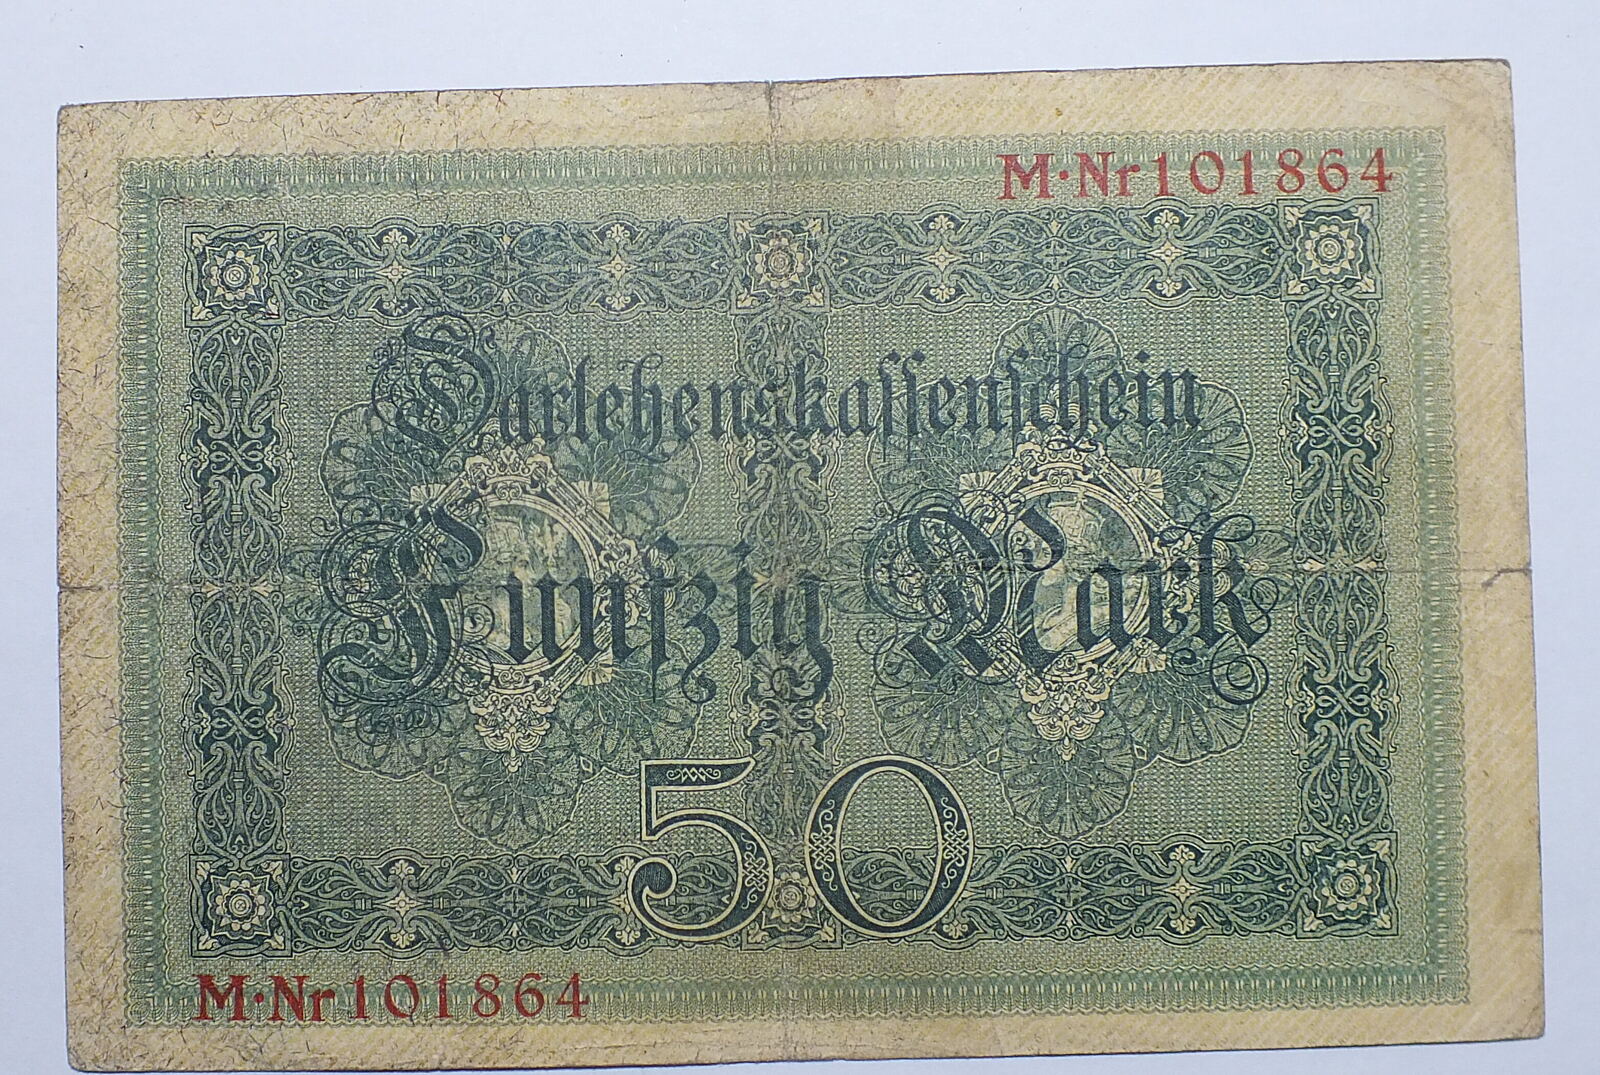 M·Nr101864
Darlehenskaſſenſchein
Fünfzig Mark
50
M·Nr101864